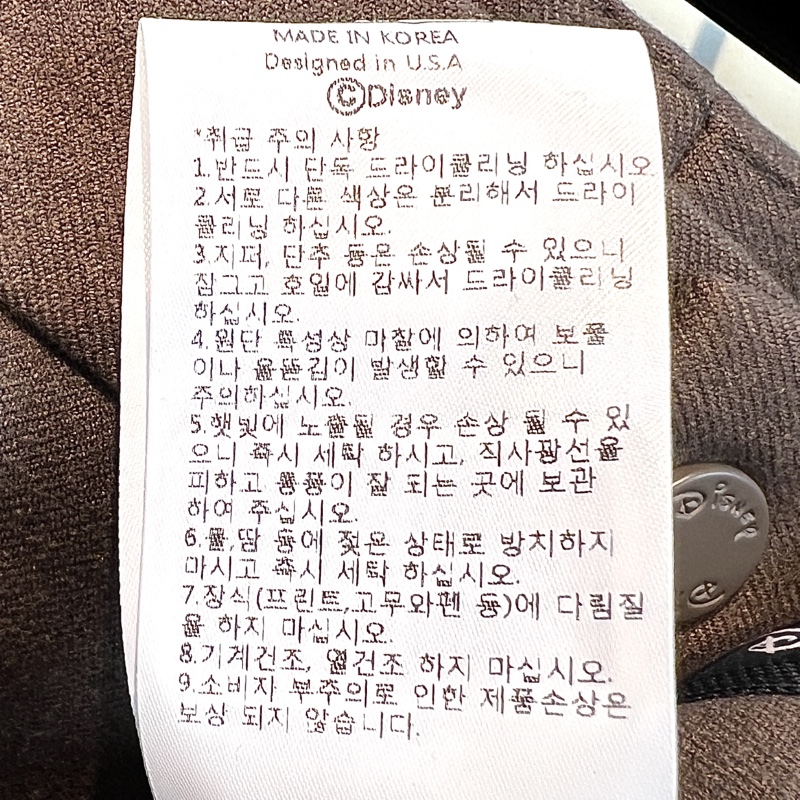 MADE IN KOREA
Designed in U.S.A
©Disney
*취급 주의 사항
1.반드시 단독 드라이클리닝 하십시오
2.서로 다른 색상은 분리해서 드라이
클리닝 하십시오.
3.지퍼, 단추 등은 손상될 수 있으니
잠그고 호일에 감싸서 드라이클리닝
하십시오.
4.원단 특성상 마찰에 의하여 보풀
이나 올뜯김이 발생할 수 있으니
주의하십시오.
5.햇빛에 노출될 경우 손상 될 수 있
으니 즉시 세탁 하시고, 직사광선을
피하고 통풍이 잘 되는 곳에 보관
하여 주십시오.
6.물,땀 등에 젖은 상태로 방치하지
마시고 즉시 세탁 하십시오.
7.장식(프린트,고무와펜 등)에 다림질
을 하지 마십시오.
8.기계건조, 열건조 하지 마십시오.
9.소비자 부주의로 인한 제품손상은
보상 되지 않습니다.
DISNEY